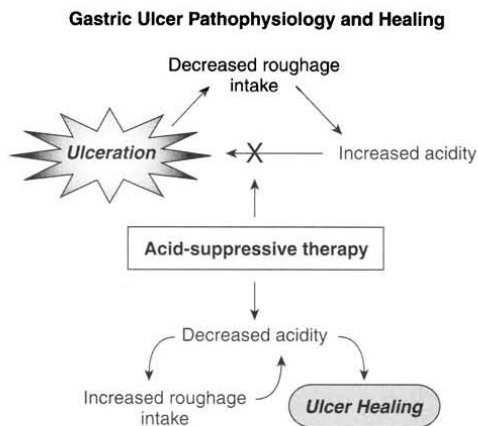 Gastric Ulcer Pathophysiology and Healing
Decreased roughage
intake
Ulceration
X
Increased acidity
Acid-suppressive therapy
Decreased acidity
Increased roughage
intake
Ulcer Healing